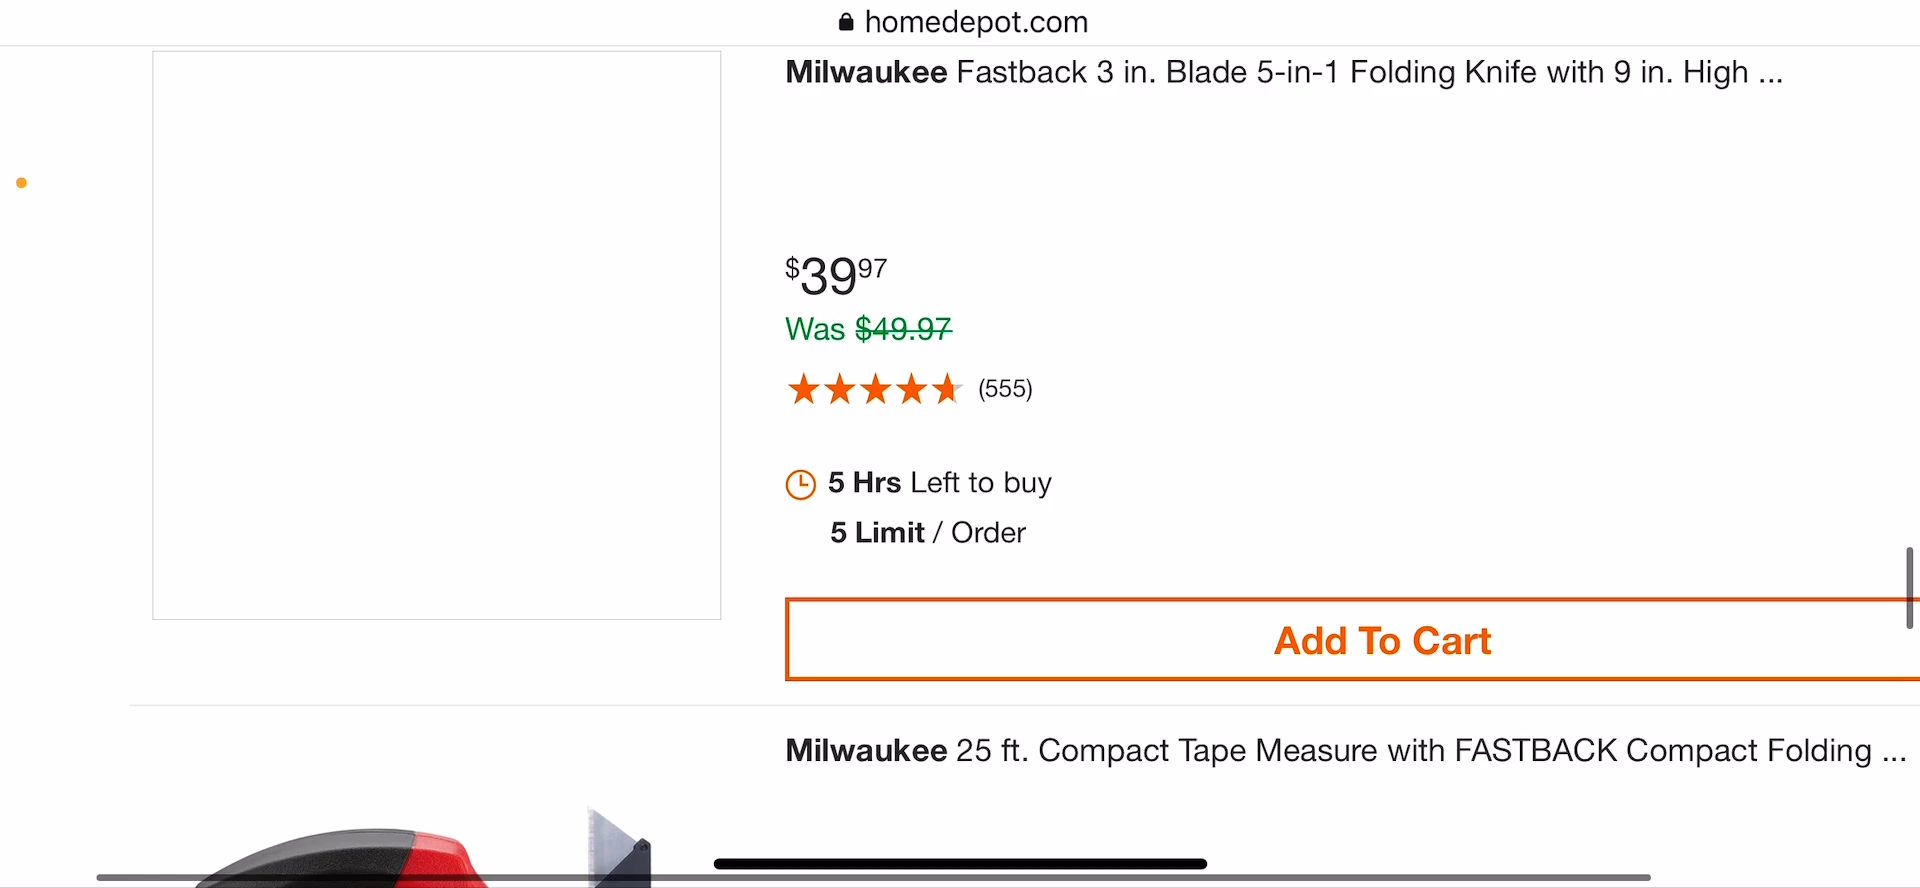 homedepot.com
Milwaukee Fastback 3 in. Blade 5-in-1 Folding Knife with 9 in. High ...
$39 97
Was $49.97
(555)
5 Hrs Left to buy
5 Limit / Order
Add To Cart
Milwaukee 25 ft. Compact Tape Measure with FASTBACK Compact Folding ...